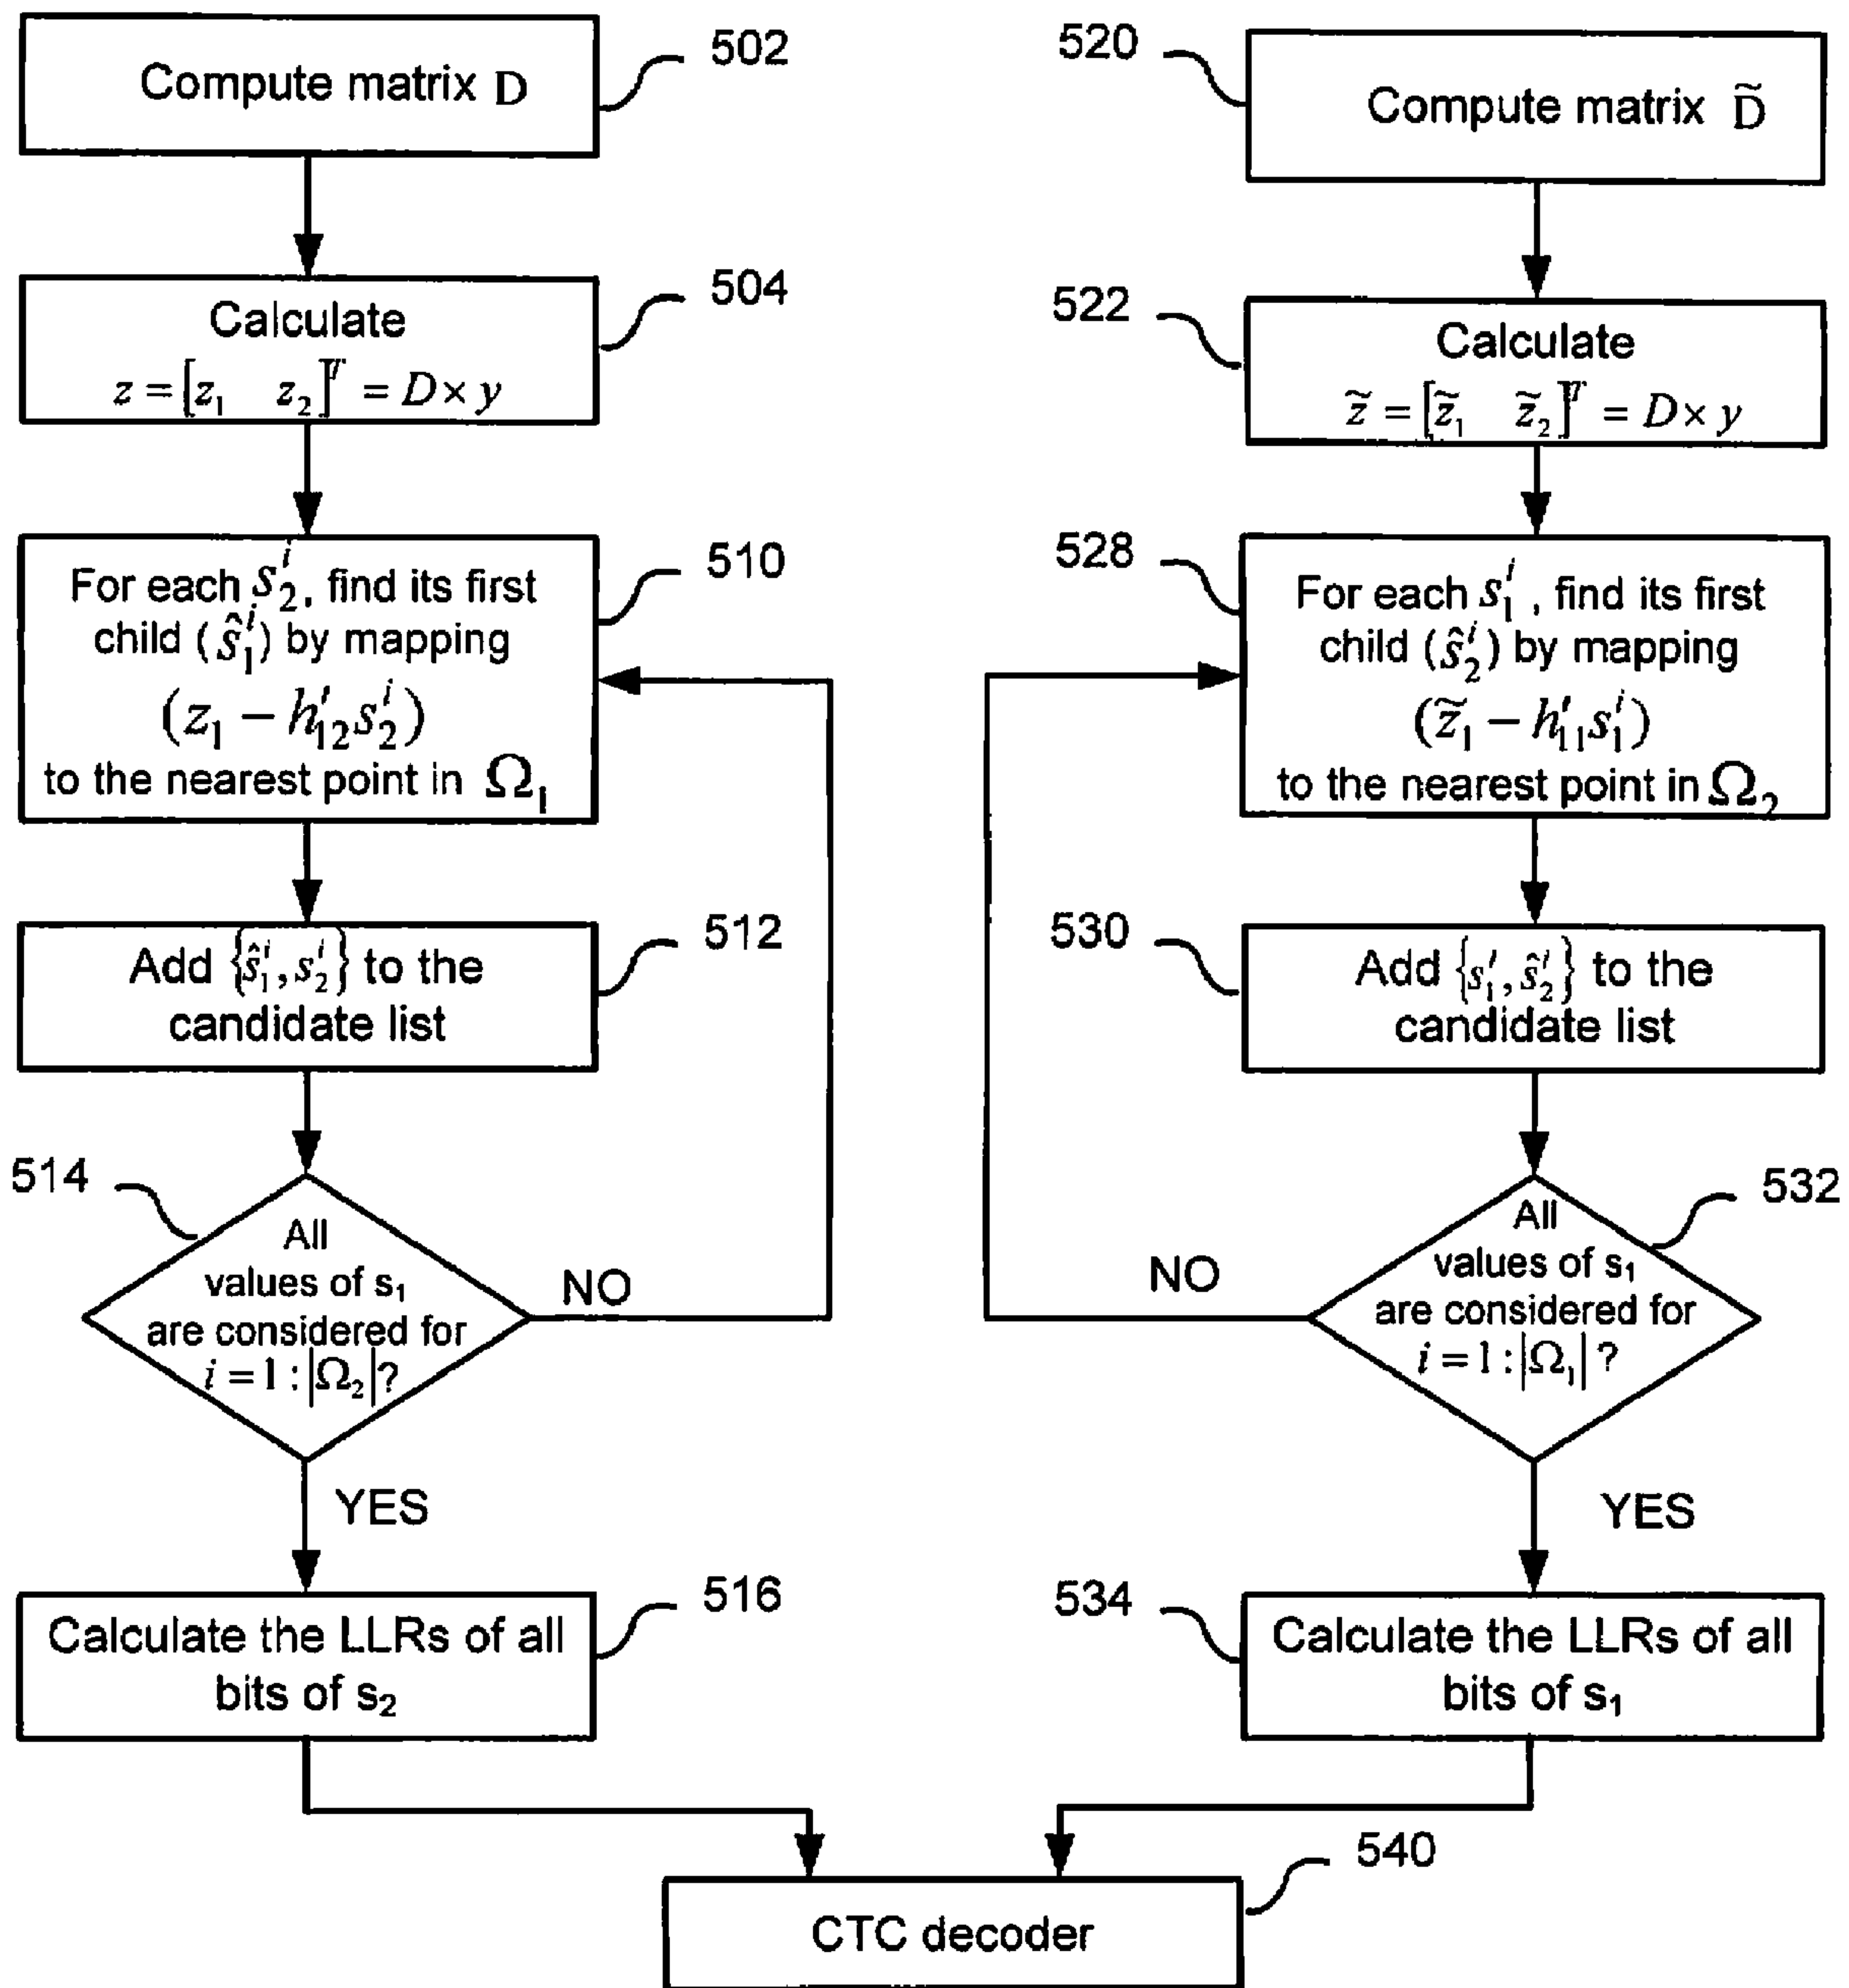 Compute matrix D
502
Calculate
z = [z₁ z₂]ᵀ = D × y
504
For each s₂ⁱ, find its first
child (ŝ₁ⁱ) by mapping
(z₁ − h′₁₂s₂ⁱ)
to the nearest point in Ω₁
510
Add {ŝ₁ⁱ, s₂ⁱ} to the
candidate list
512
514
All
values of s₁
are considered for
i = 1 : |Ω₂| ?
NO
YES
Calculate the LLRs of all
bits of s₂
516
520
Compute matrix D̃
522
Calculate
z̃ = [z̃₁ z̃₂]ᵀ = D × y
528
For each s₁ⁱ, find its first
child (ŝ₂ⁱ) by mapping
(z̃₁ − h′₁₁s₁ⁱ)
to the nearest point in Ω₂
530
Add {s₁ⁱ, ŝ₂ⁱ} to the
candidate list
532
All
values of s₁
are considered for
i = 1 : |Ω₁| ?
NO
YES
534
Calculate the LLRs of all
bits of s₁
540
CTC decoder